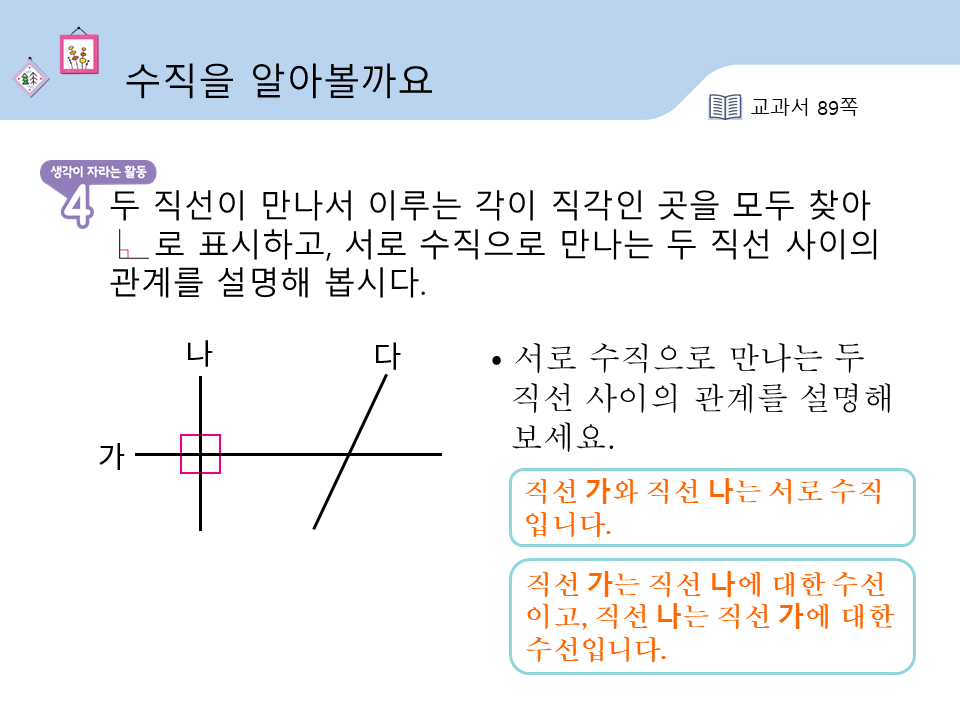 수직을 알아볼까요
교과서 89쪽
생각이 자라는 활동
4
두 직선이 만나서 이루는 각이 직각인 곳을 모두 찾아
로 표시하고, 서로 수직으로 만나는 두 직선 사이의
관계를 설명해 봅시다.
나
다
가
• 서로 수직으로 만나는 두
직선 사이의 관계를 설명해
보세요.
직선 가와 직선 나는 서로 수직
입니다.
직선 가는 직선 나에 대한 수선
이고, 직선 나는 직선 가에 대한
수선입니다.